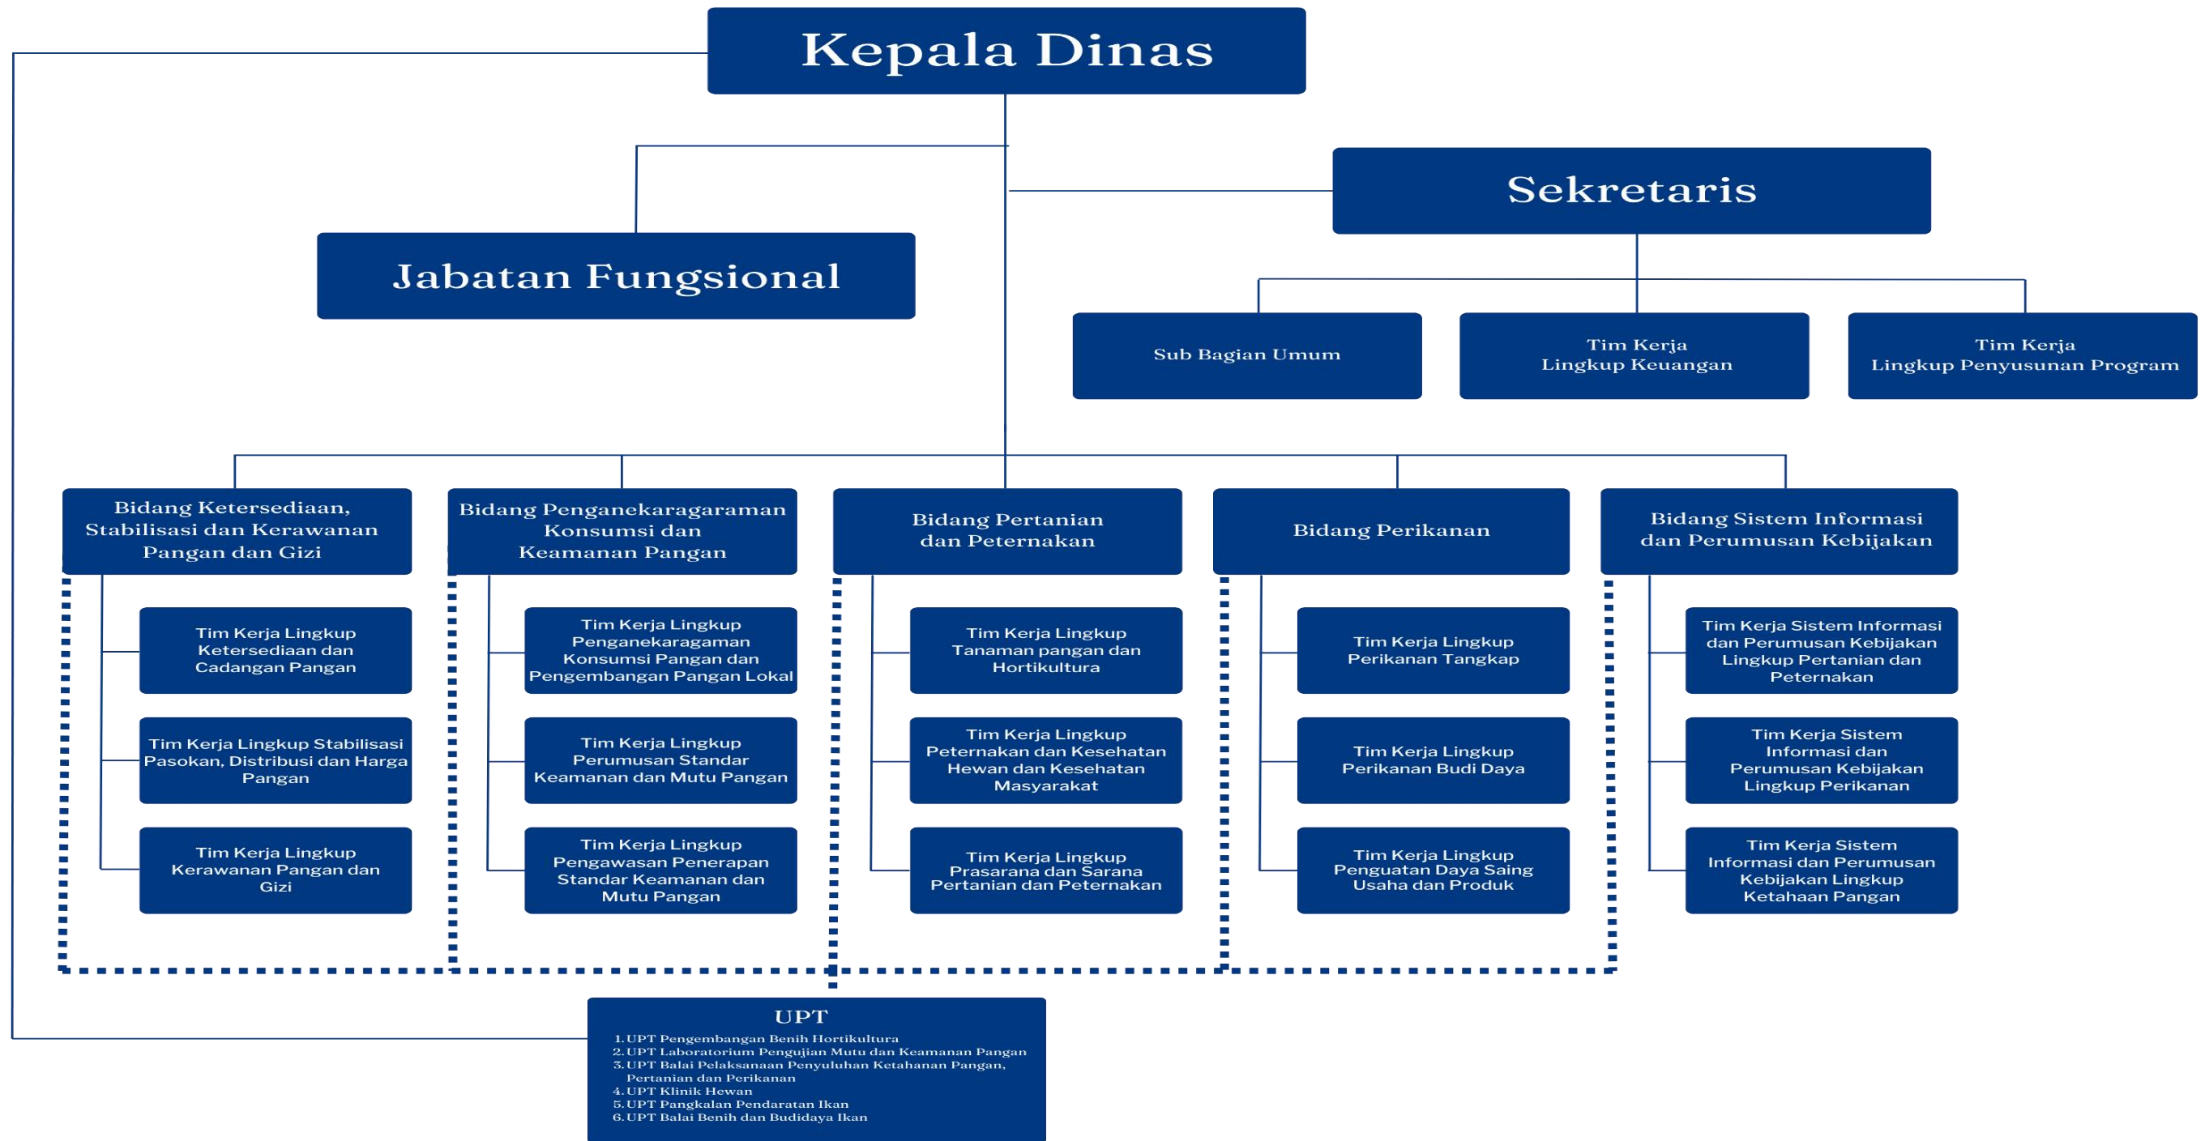 Kepala Dinas
Sekretaris
Jabatan Fungsional
Sub Bagian Umum
Tim Kerja
Lingkup Keuangan
Tim Kerja
Lingkup Penyusunan Program
Bidang Ketersediaan,
Stabilisasi dan Kerawanan
Pangan dan Gizi
Tim Kerja Lingkup
Ketersediaan dan
Cadangan Pangan
Tim Kerja Lingkup Stabilisasi
Pasokan, Distribusi dan Harga
Pangan
Tim Kerja Lingkup
Kerawanan Pangan dan
Gizi
Bidang Penganekaragaraman
Konsumsi dan
Keamanan Pangan
Tim Kerja Lingkup
Penganekaragaman
Konsumsi Pangan dan
Pengembangan Pangan Lokal
Tim Kerja Lingkup
Perumusan Standar
Keamanan dan Mutu Pangan
Tim Kerja Lingkup
Pengawasan Penerapan
Standar Keamanan dan
Mutu Pangan
Bidang Pertanian
dan Peternakan
Tim Kerja Lingkup
Tanaman pangan dan
Hortikultura
Tim Kerja Lingkup
Peternakan dan Kesehatan
Hewan dan Kesehatan
Masyarakat
Tim Kerja Lingkup
Prasarana dan Sarana
Pertanian dan Peternakan
Bidang Perikanan
Tim Kerja Lingkup
Perikanan Tangkap
Tim Kerja Lingkup
Perikanan Budi Daya
Tim Kerja Lingkup
Penguatan Daya Saing
Usaha dan Produk
Bidang Sistem Informasi
dan Perumusan Kebijakan
Tim Kerja Sistem Informasi
dan Perumusan Kebijakan
Lingkup Pertanian dan
Peternakan
Tim Kerja Sistem
Informasi dan
Perumusan Kebijakan
Lingkup Perikanan
Tim Kerja Sistem
Informasi dan Perumusan
Kebijakan Lingkup
Ketahaan Pangan
UPT
1. UPT Pengembangan Benih Hortikultura
2. UPT Laboratorium Pengujian Mutu dan Keamanan Pangan
3. UPT Balai Pelaksanaan Penyuluhan Ketahanan Pangan,
Pertanian dan Perikanan
4. UPT Klinik Hewan
5. UPT Pangkalan Pendaratan Ikan
6. UPT Balai Benih dan Budidaya Ikan